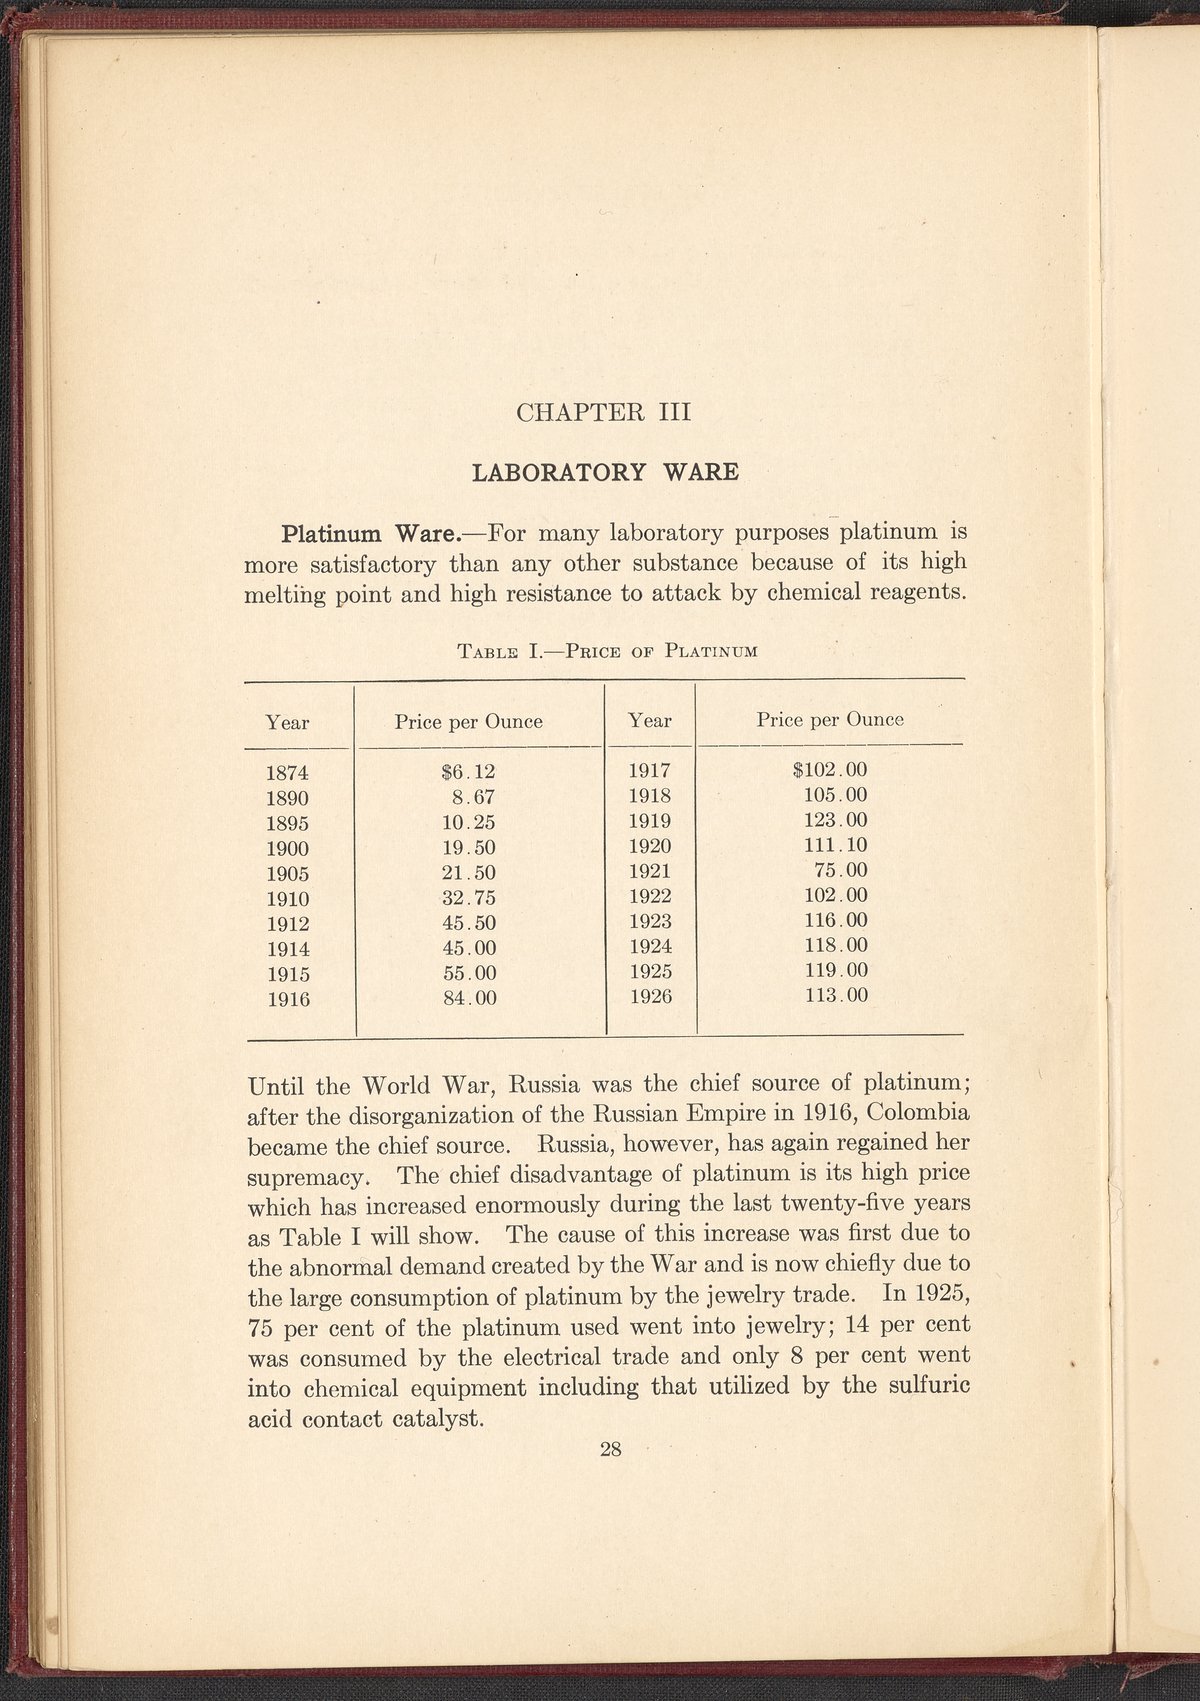 CHAPTER III
LABORATORY WARE
Platinum Ware.—For many laboratory purposes platinum is
more satisfactory than any other substance because of its high
melting point and high resistance to attack by chemical reagents.
TABLE I.—PRICE OF PLATINUM
Year Price per Ounce Year Price per Ounce
1874 $6.12 1917 $102.00
1890 8.67 1918 105.00
1895 10.25 1919 123.00
1900 19.50 1920 111.10
1905 21.50 1921 75.00
1910 32.75 1922 102.00
1912 45.50 1923 116.00
1914 45.00 1924 118.00
1915 55.00 1925 119.00
1916 84.00 1926 113.00
Until the World War, Russia was the chief source of platinum;
after the disorganization of the Russian Empire in 1916, Colombia
became the chief source. Russia, however, has again regained her
supremacy. The chief disadvantage of platinum is its high price
which has increased enormously during the last twenty-five years
as Table I will show. The cause of this increase was first due to
the abnormal demand created by the War and is now chiefly due to
the large consumption of platinum by the jewelry trade. In 1925,
75 per cent of the platinum used went into jewelry; 14 per cent
was consumed by the electrical trade and only 8 per cent went
into chemical equipment including that utilized by the sulfuric
acid contact catalyst.
28